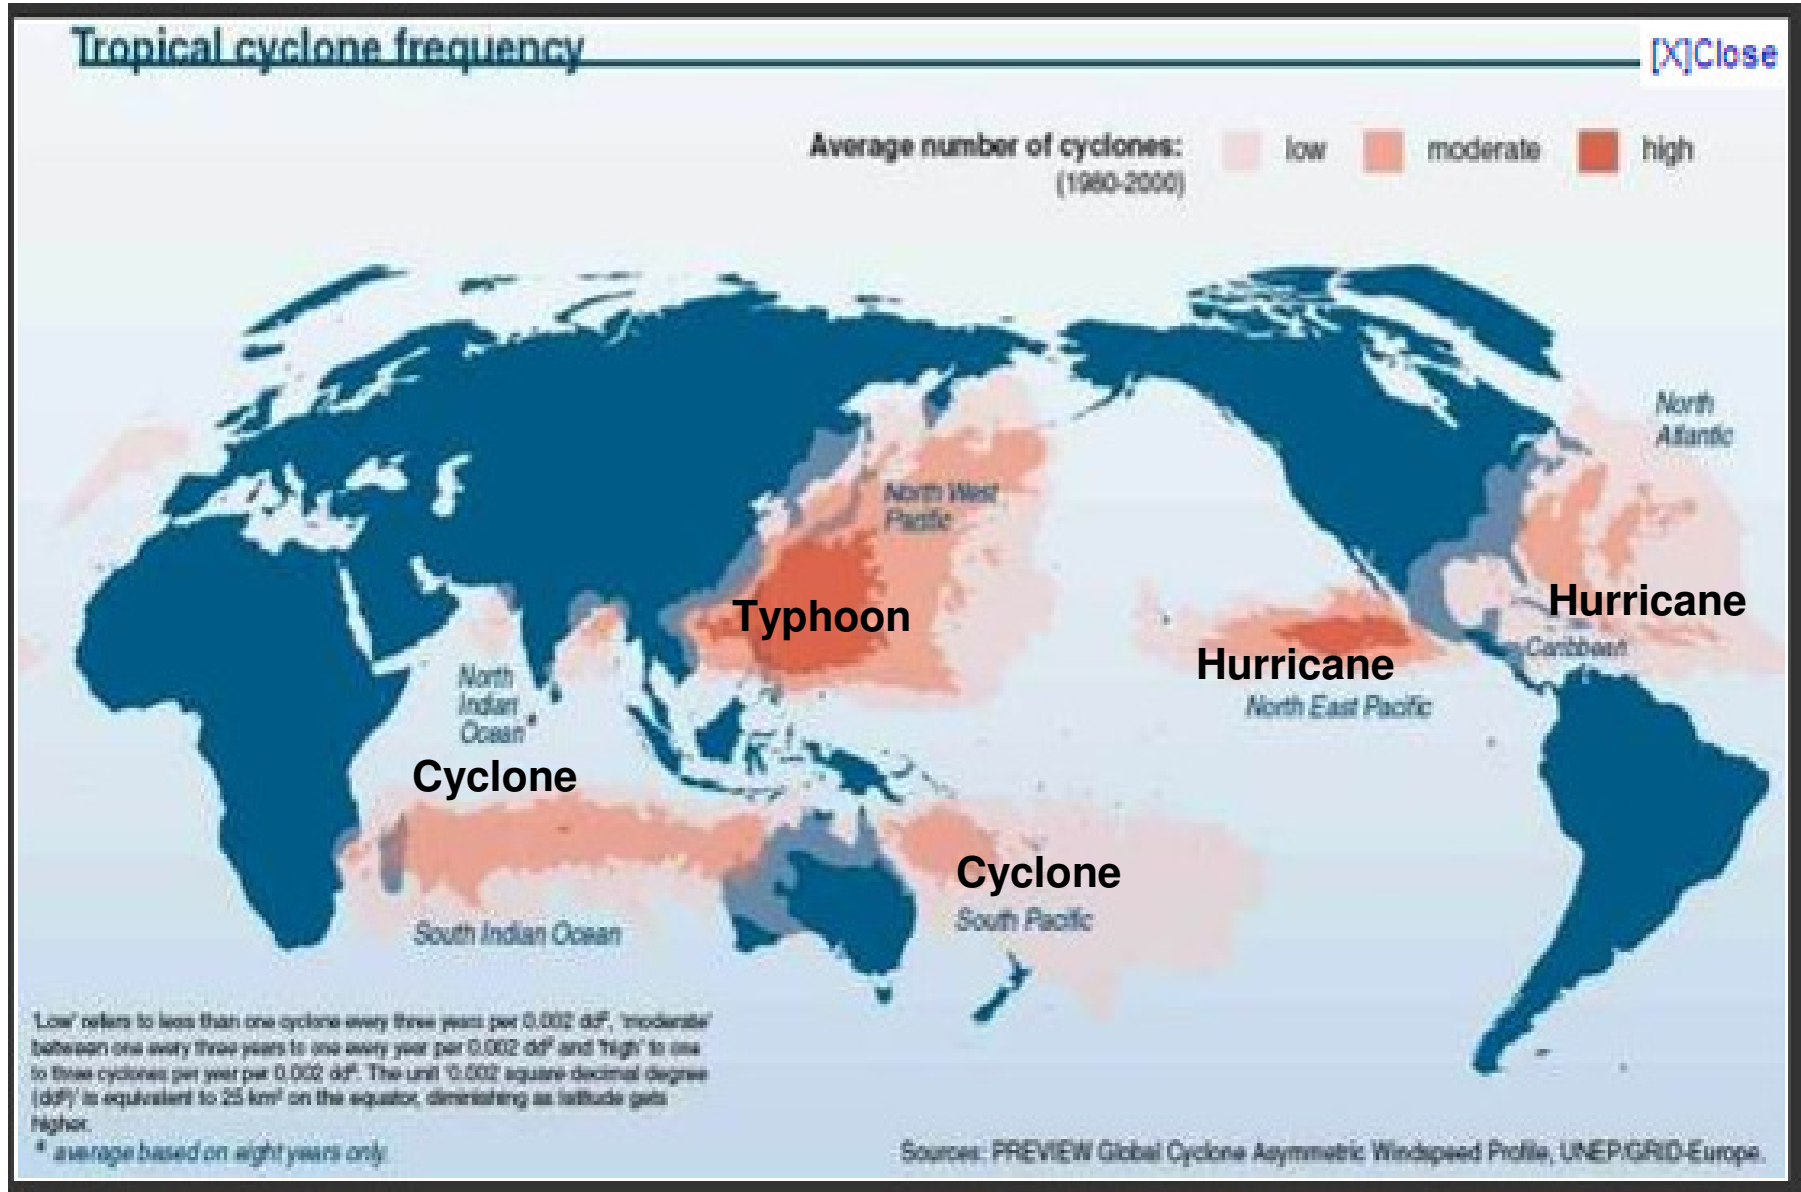 Tropical cyclone frequency
[X]Close
Average number of cyclones:
low
moderate
high
(1980-2000)
North
Atlantic
North West
Pacific
Typhoon
Hurricane
Hurricane
Caribbean
North East Pacific
North
Indian
Ocean*
Cyclone
Cyclone
South Pacific
South Indian Ocean
'Low' refers to less than one cyclone every three years per 0.002 dd², 'moderate'
between one every three years to one every year per 0.002 dd² and 'high' to one
to three cyclones per year per 0.002 dd². The unit '0.002 square decimal degree
(dd²)' is equivalent to 25 km² on the equator, diminishing as latitude gets
higher.
* average based on eight years only.
Sources: PREVIEW Global Cyclone Asymmetric Windspeed Profile, UNEP/GRID-Europe.